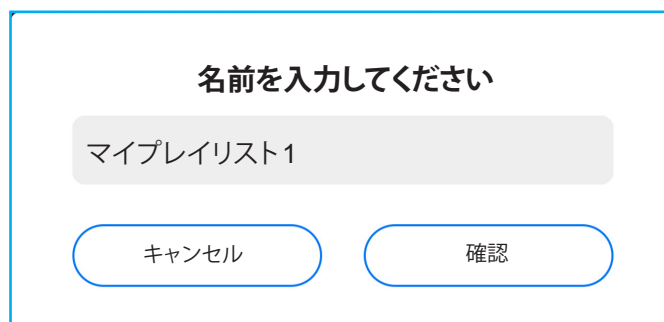 名前を入力してください
マイプレイリスト1
キャンセル
確認